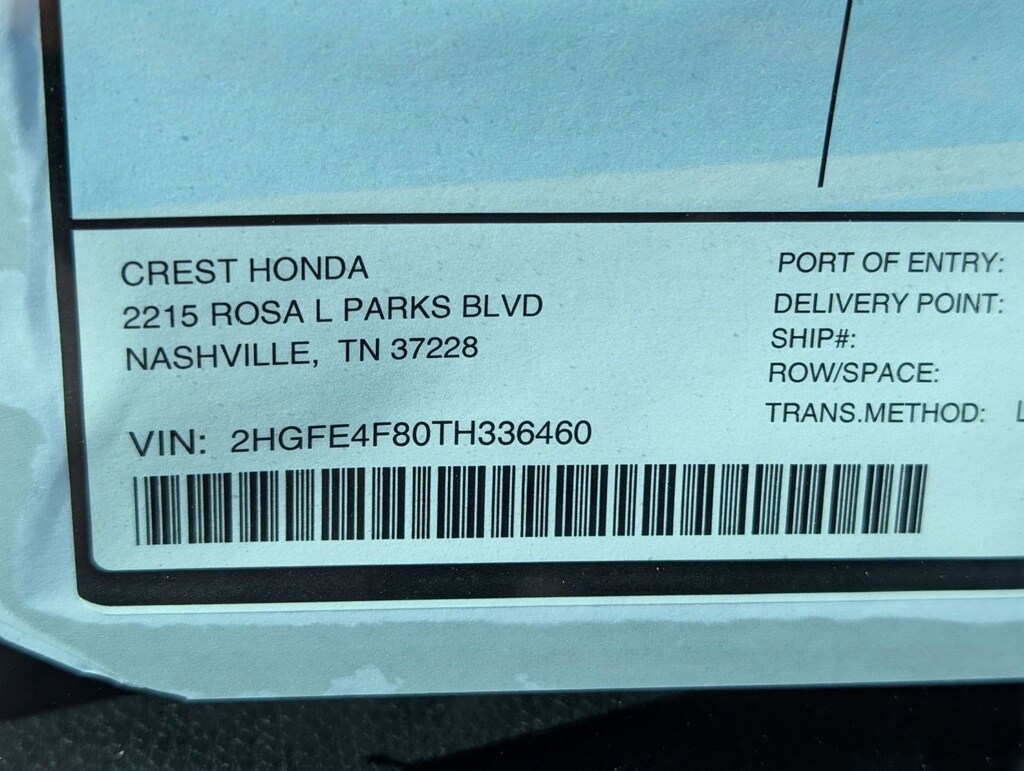 CREST HONDA
2215 ROSA L PARKS BLVD
NASHVILLE, TN 37228
VIN: 2HGFE4F80TH336460
PORT OF ENTRY:
DELIVERY POINT:
SHIP#:
ROW/SPACE:
TRANS.METHOD: